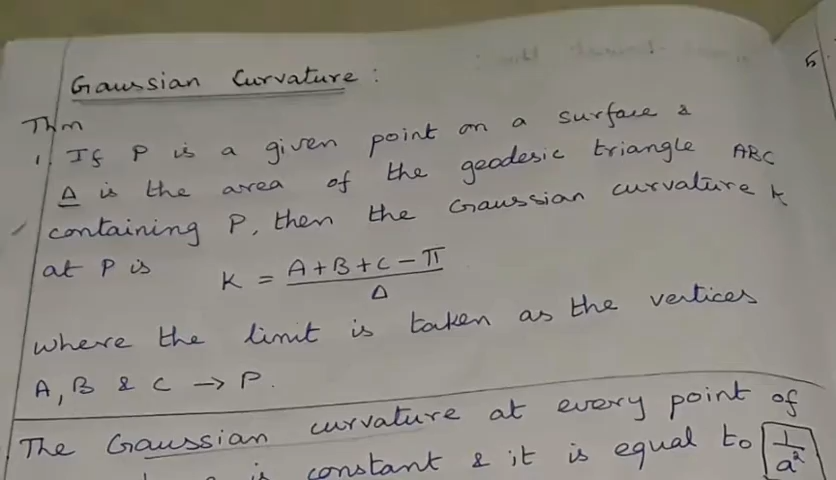 Gaussian Curvature :
5.
Thm
1. If P is a given point on a surface &
Δ is the area of the geodesic triangle ABC
containing P, then the Gaussian curvature K
at P is K = A+B+C-π / Δ
where the limit is taken as the vertices
A, B & C → P.
The Gaussian curvature at every point of
is constant & it is equal to 1/a²